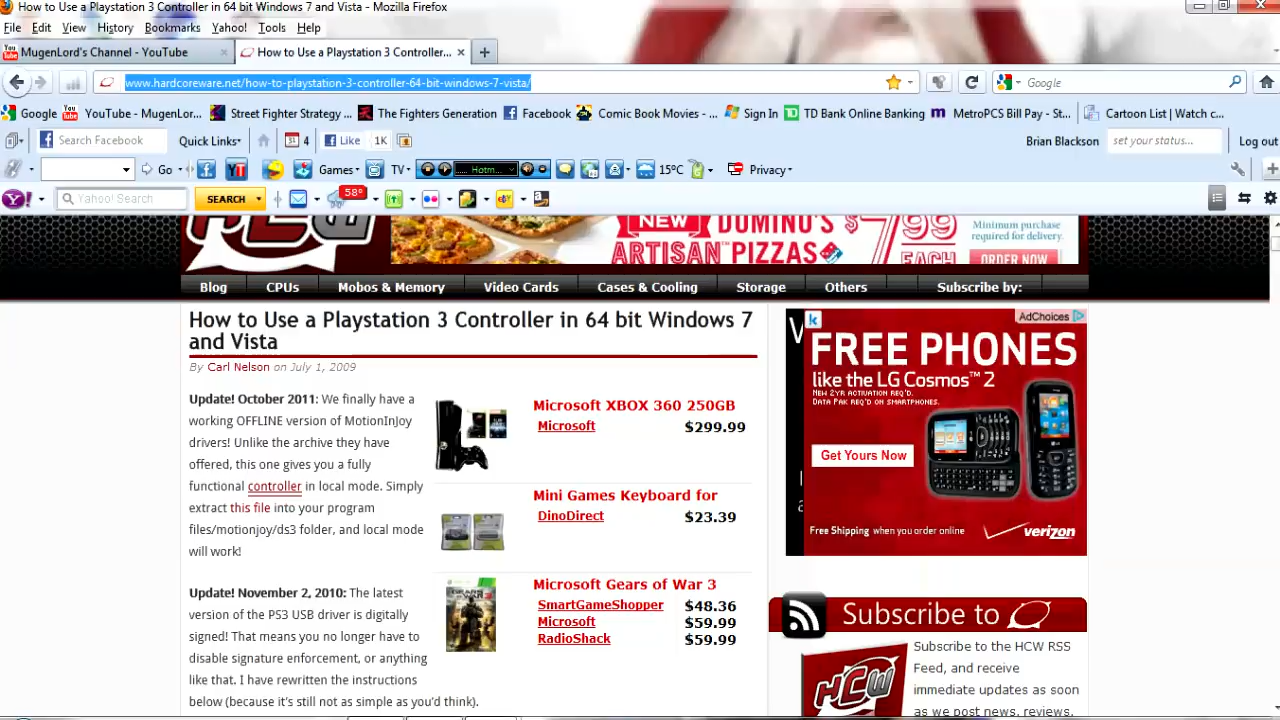 How to Use a Playstation 3 Controller in 64 bit Windows 7 and Vista - Mozilla Firefox
File Edit View History Bookmarks Yahoo! Tools Help
MugenLord's Channel - YouTube × How to Use a Playstation 3 Controller... × +
www.hardcoreware.net/how-to-playstation-3-controller-64-bit-windows-7-vista/ Google
Google YouTube - MugenLor... Street Fighter Strategy ... The Fighters Generation Facebook Comic Book Movies - ... Sign In TD Bank Online Banking MetroPCS Bill Pay - St... Cartoon List | Watch c...
Search Facebook Quick Links 4 Like 1K Brian Blackson set your status... Log out
Go Games TV Hotm... 15ºC Privacy
Yahoo! Search SEARCH 58°
HCW
NEW DOMINO'S $7.99 Minimum purchase
ARTISAN™PIZZAS EACH required for delivery.
ORDER NOW
Blog CPUs Mobos & Memory Video Cards Cases & Cooling Storage Others Subscribe by:
How to Use a Playstation 3 Controller in 64 bit Windows 7
and Vista
By Carl Nelson on July 1, 2009
Update! October 2011: We finally have a
working OFFLINE version of MotionInJoy
drivers! Unlike the archive they have
offered, this one gives you a fully
functional controller in local mode. Simply
extract this file into your program
files/motionjoy/ds3 folder, and local mode
will work!
Update! November 2, 2010: The latest
version of the PS3 USB driver is digitally
signed! That means you no longer have to
disable signature enforcement, or anything
like that. I have rewritten the instructions
below (because it's still not as simple as you'd think).
Microsoft XBOX 360 250GB
Microsoft $299.99
Mini Games Keyboard for
DinoDirect $23.39
Microsoft Gears of War 3
SmartGameShopper $48.36
Microsoft $59.99
RadioShack $59.99
k AdChoices
FREE PHONES
like the LG Cosmos™ 2
NEW 2YR ACTIVATION REQ'D.
DATA PAK REQ'D ON SMARTPHONES.
Get Yours Now
Free Shipping when you order online verizon
Subscribe to
HCW
Subscribe to the HCW RSS
Feed, and receive
immediate updates as soon
as we post news, reviews,